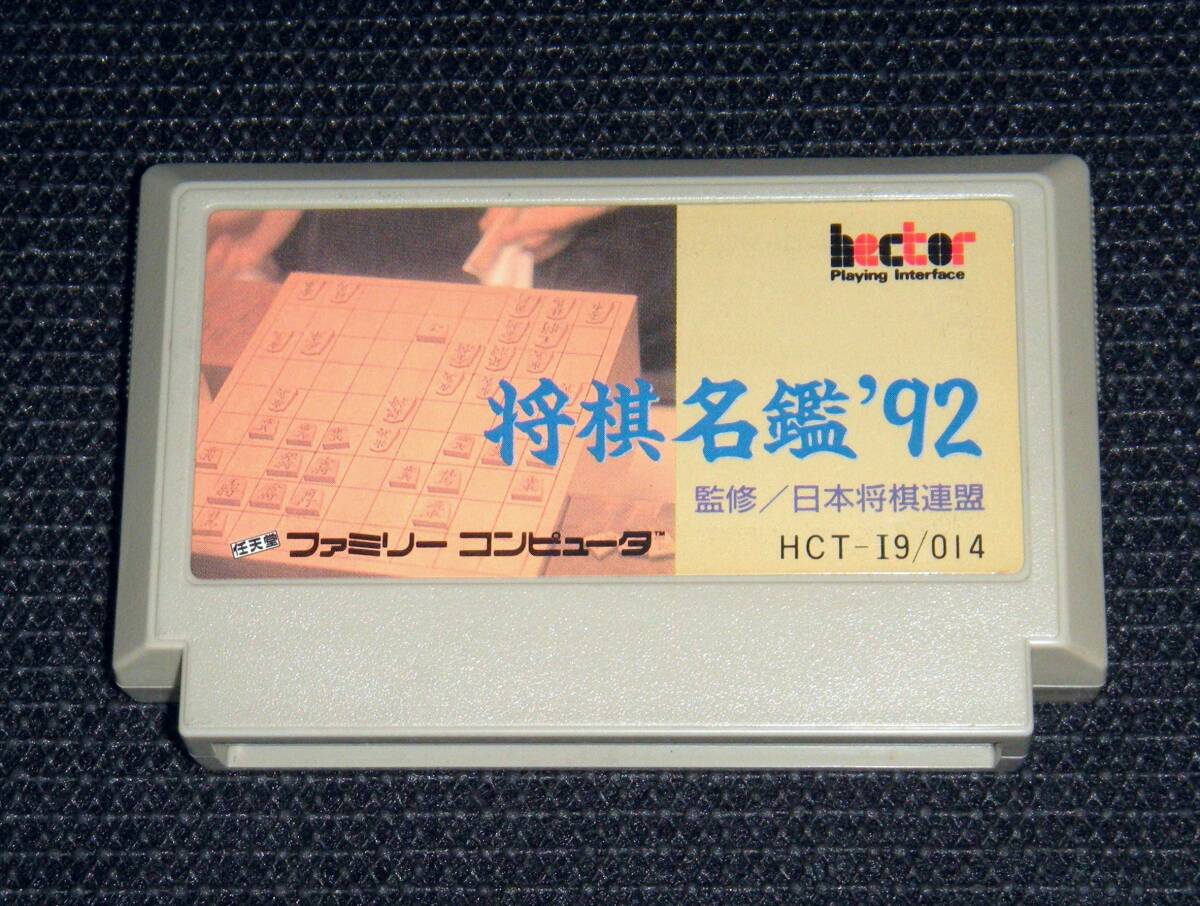 hector
Playing Interface
将棋名鑑'92
監修/日本将棋連盟
任天堂 ファミリーコンピュータ™
HCT-I9/014